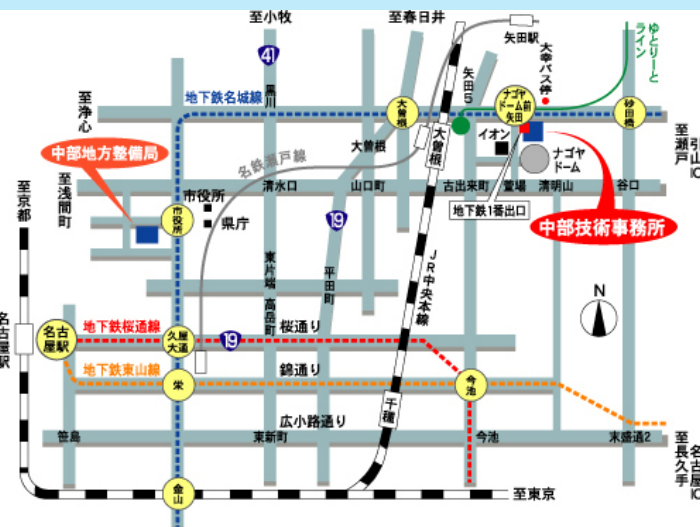 至小牧
至春日井
41
矢田駅
大幸バス停
ゆとりーと
ライン
黒川
矢田5
至浄心
地下鉄名城線
大曽根
ナゴヤ
ドーム前
矢田
砂田橋
至瀬戸
引山IC
中部地方整備局
大曽根
大曽根
イオン
ナゴヤ
ドーム
名鉄瀬戸線
至京都
至浅間町
市役所
清水口
山口町
古出来町
萱場
清明山
谷口
市役所
県庁
19
地下鉄1番出口
中部技術事務所
東片端
平田町
JR中央本線
N
高岳町
名古屋駅
名古
屋駅
地下鉄桜通線
久屋
大通
19
桜通り
地下鉄東山線
栄
錦通り
今池
千種
広小路通り
笹島
東新町
今池
末盛通2
至長久手
名古屋IC
金山
至東京